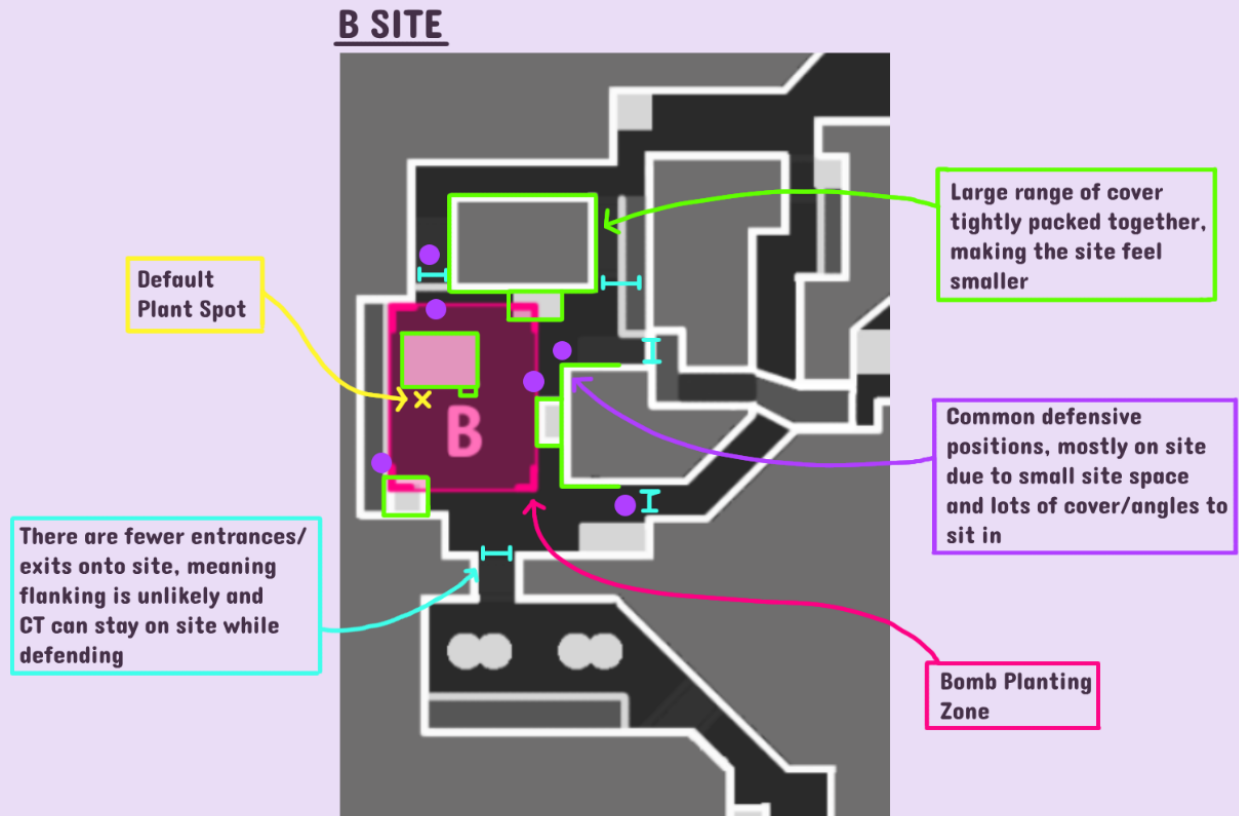 B SITE
Large range of cover
tightly packed together,
making the site feel
smaller
Default
Plant Spot
B
Common defensive
positions, mostly on site
due to small site space
and lots of cover/angles to
sit in
There are fewer entrances/
exits onto site, meaning
flanking is unlikely and
CT can stay on site while
defending
Bomb Planting
Zone